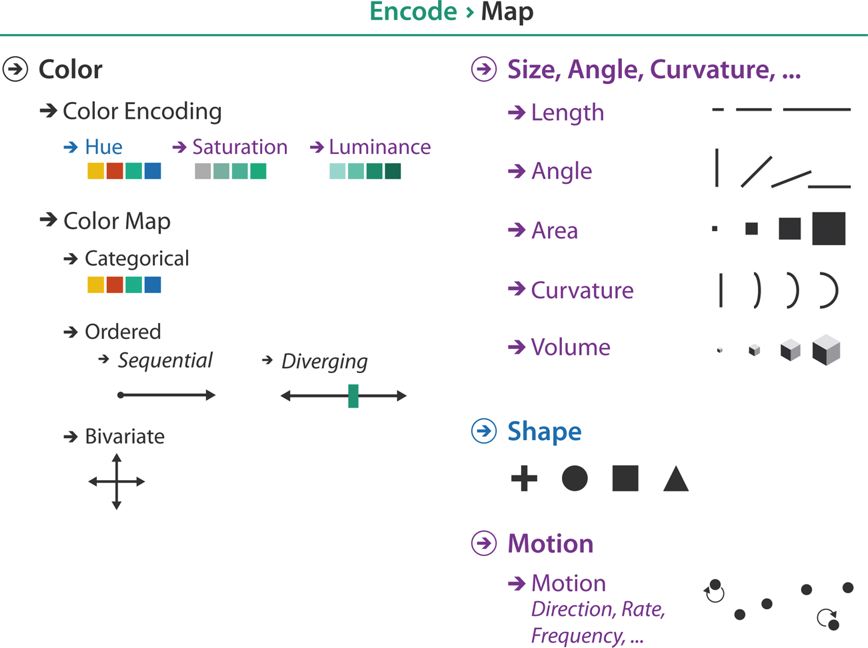 Encode › Map
Color
Color Encoding
Hue
Saturation
Luminance
Color Map
Categorical
Ordered
Sequential
Diverging
Bivariate
Size, Angle, Curvature, ...
Length
Angle
Area
Curvature
Volume
Shape
Motion
Motion
Direction, Rate,
Frequency, ...